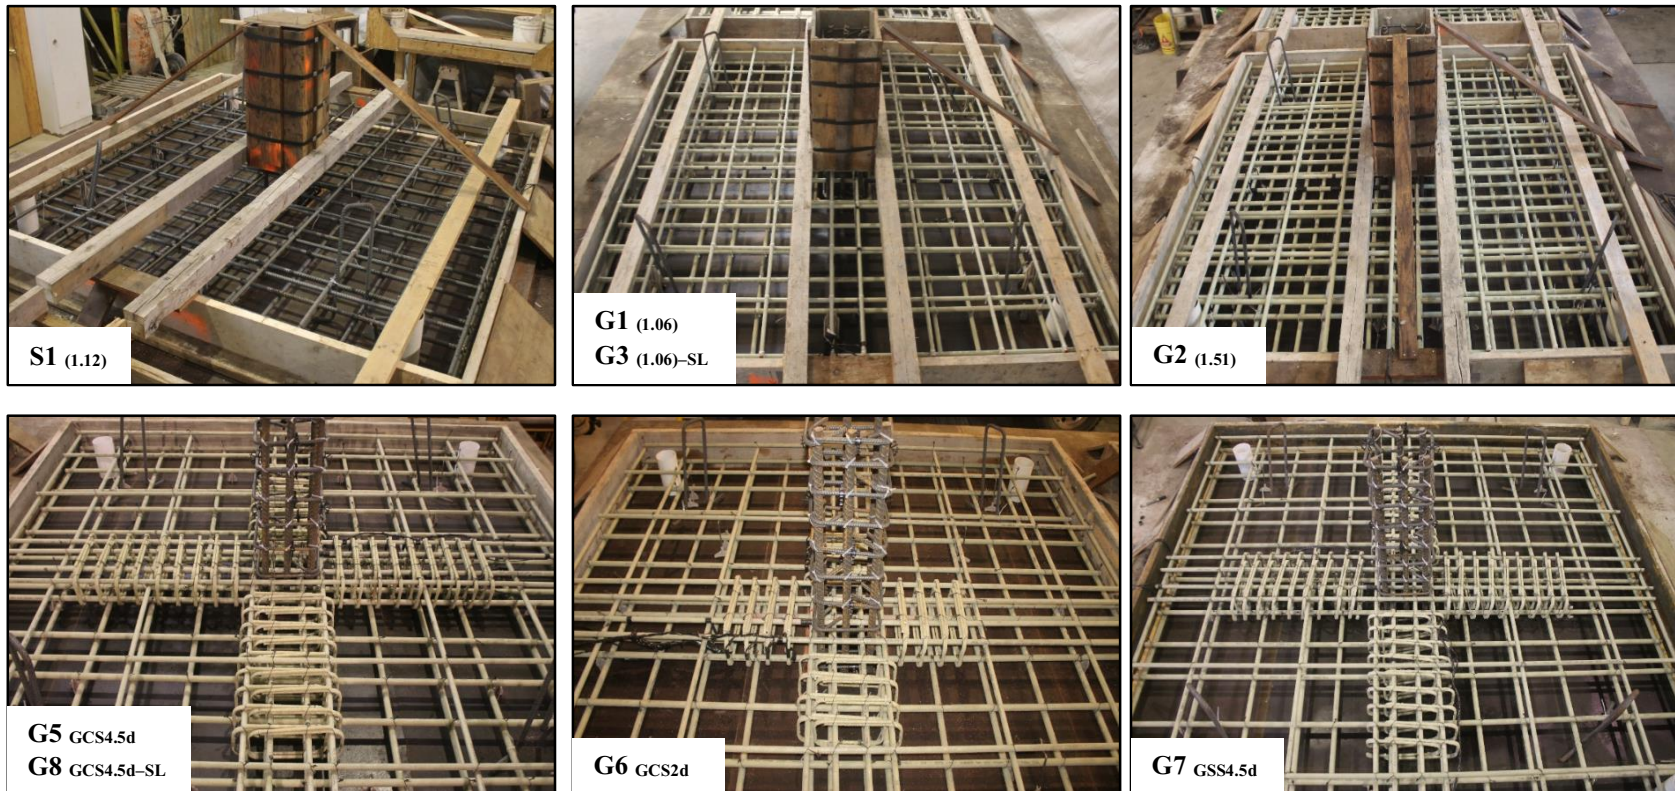 S1 (1.12)
G1 (1.06)
G3 (1.06)–SL
G2 (1.51)
G5 GCS4.5d
G8 GCS4.5d–SL
G6 GCS2d
G7 GSS4.5d